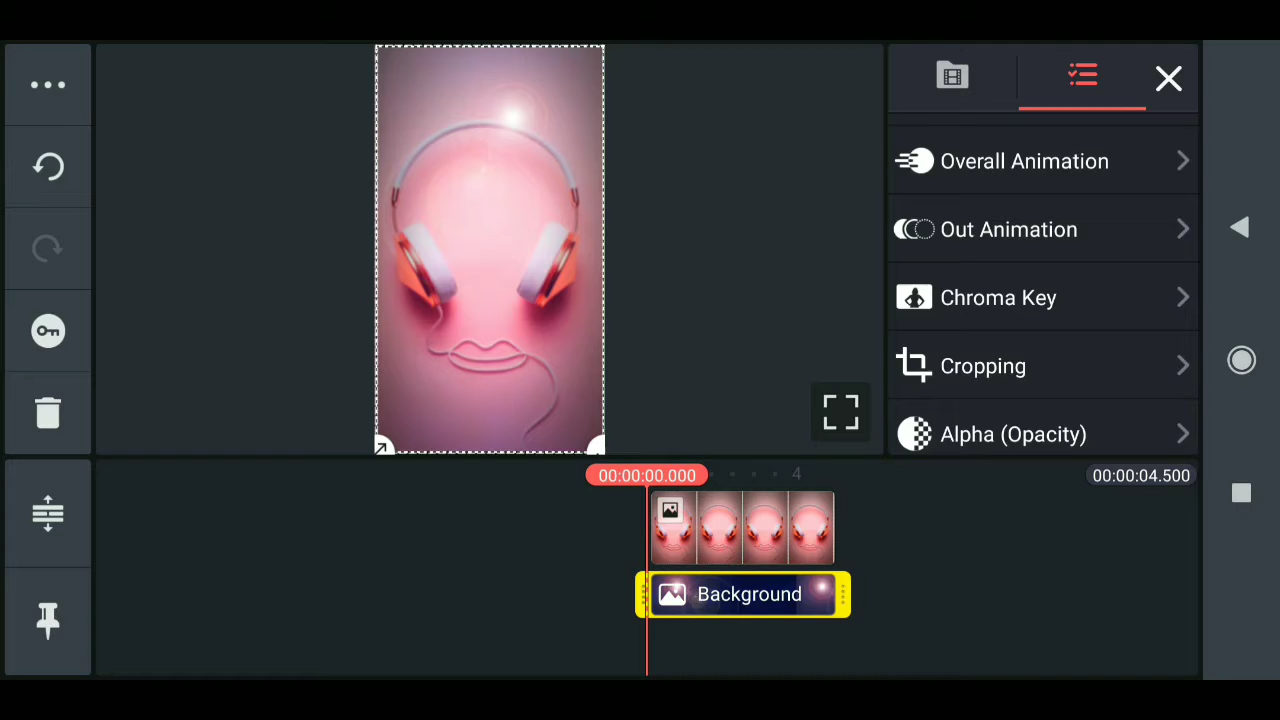 Overall Animation
Out Animation
Chroma Key
Cropping
Alpha (Opacity)
00:00:00.000
4
00:00:04.500
Background